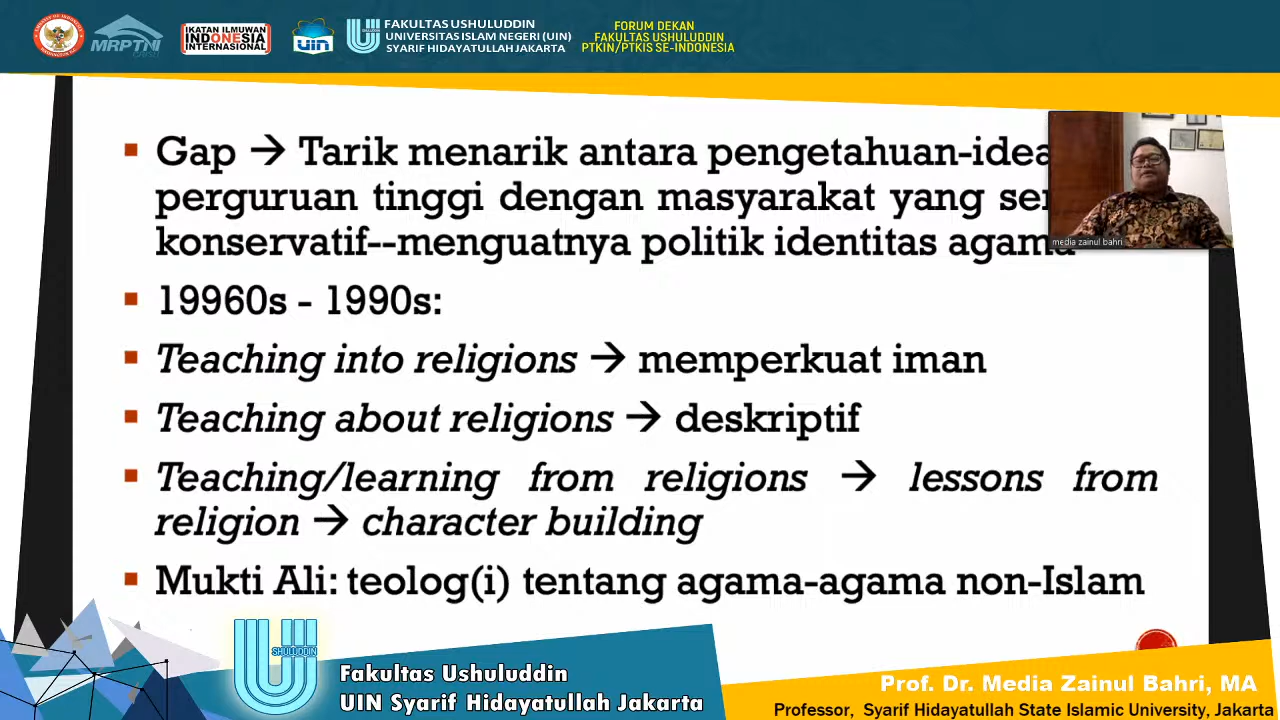 MRPTNI
IKATAN ILMUWAN
INDONESIA
INTERNASIONAL
uin
USHULUDDIN
FAKULTAS USHULUDDIN
UNIVERSITAS ISLAM NEGERI (UIN)
SYARIF HIDAYATULLAH JAKARTA
FORUM DEKAN
FAKULTAS USHULUDDIN
PTKIN/PTKIS SE-INDONESIA
Gap → Tarik menarik antara pengetahuan-idea
perguruan tinggi dengan masyarakat yang
konservatif--menguatnya politik identitas agama
media zainul bahri
19960s - 1990s:
Teaching into religions → memperkuat iman
Teaching about religions → deskriptif
Teaching/learning from religions → lessons from
religion → character building
Mukti Ali: teolog(i) tentang agama-agama non-Islam
USHULUDDIN
Fakultas Ushuluddin
UIN Syarif Hidayatullah Jakarta
Prof. Dr. Media Zainul Bahri, MA
Professor, Syarif Hidayatullah State Islamic University, Jakarta